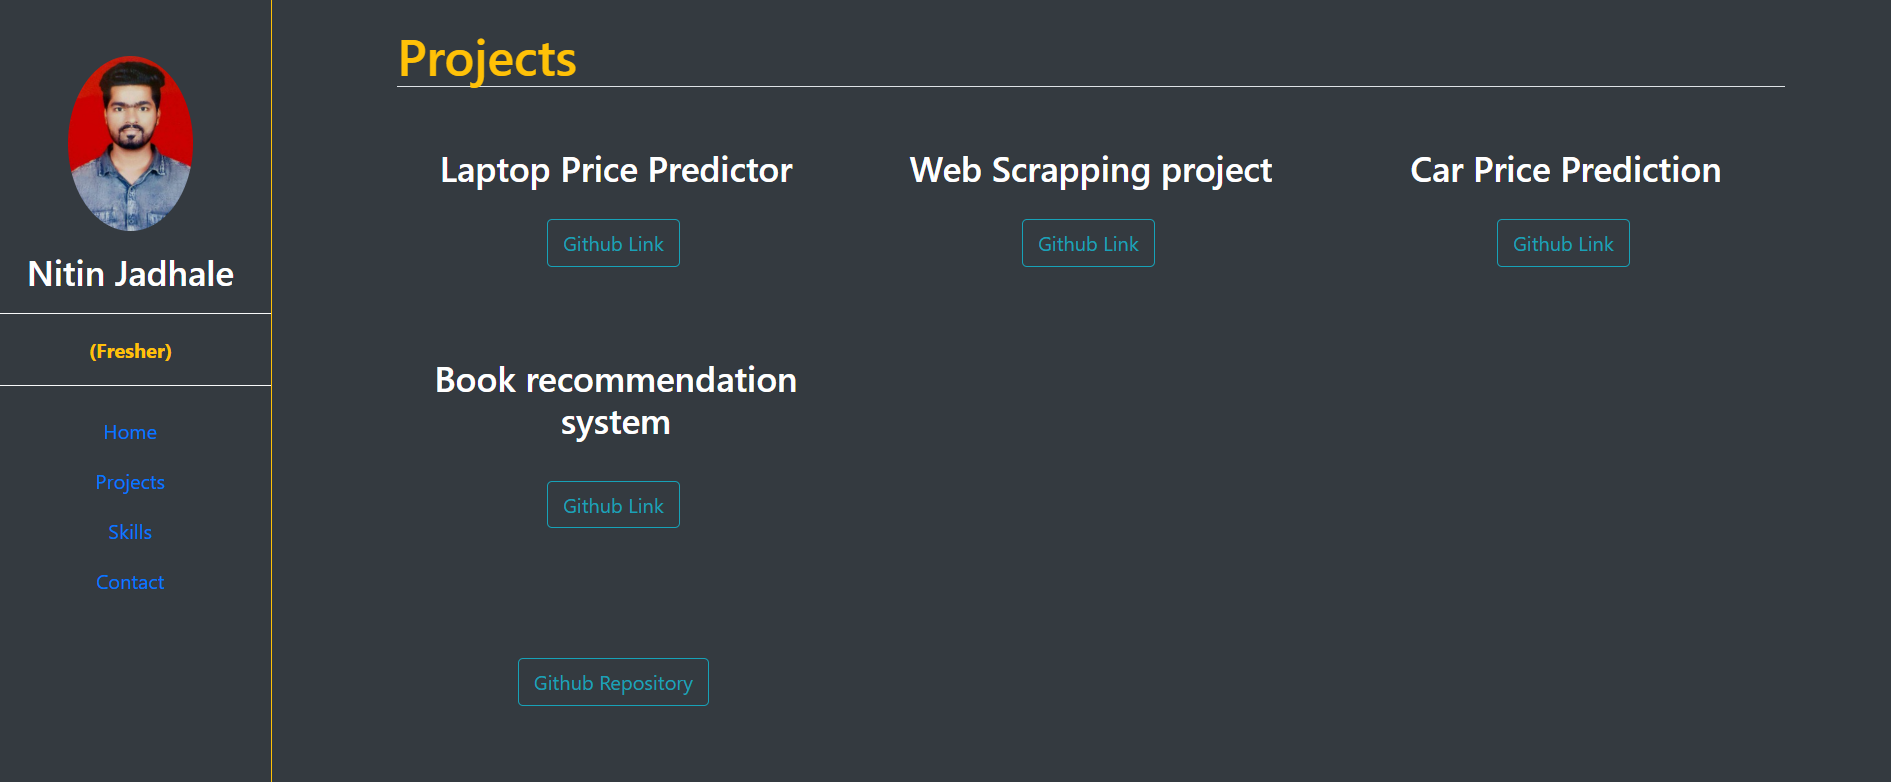 Nitin Jadhale
(Fresher)
Home
Projects
Skills
Contact
Projects
Laptop Price Predictor
Github Link
Web Scrapping project
Github Link
Car Price Prediction
Github Link
Book recommendation
system
Github Link
Github Repository